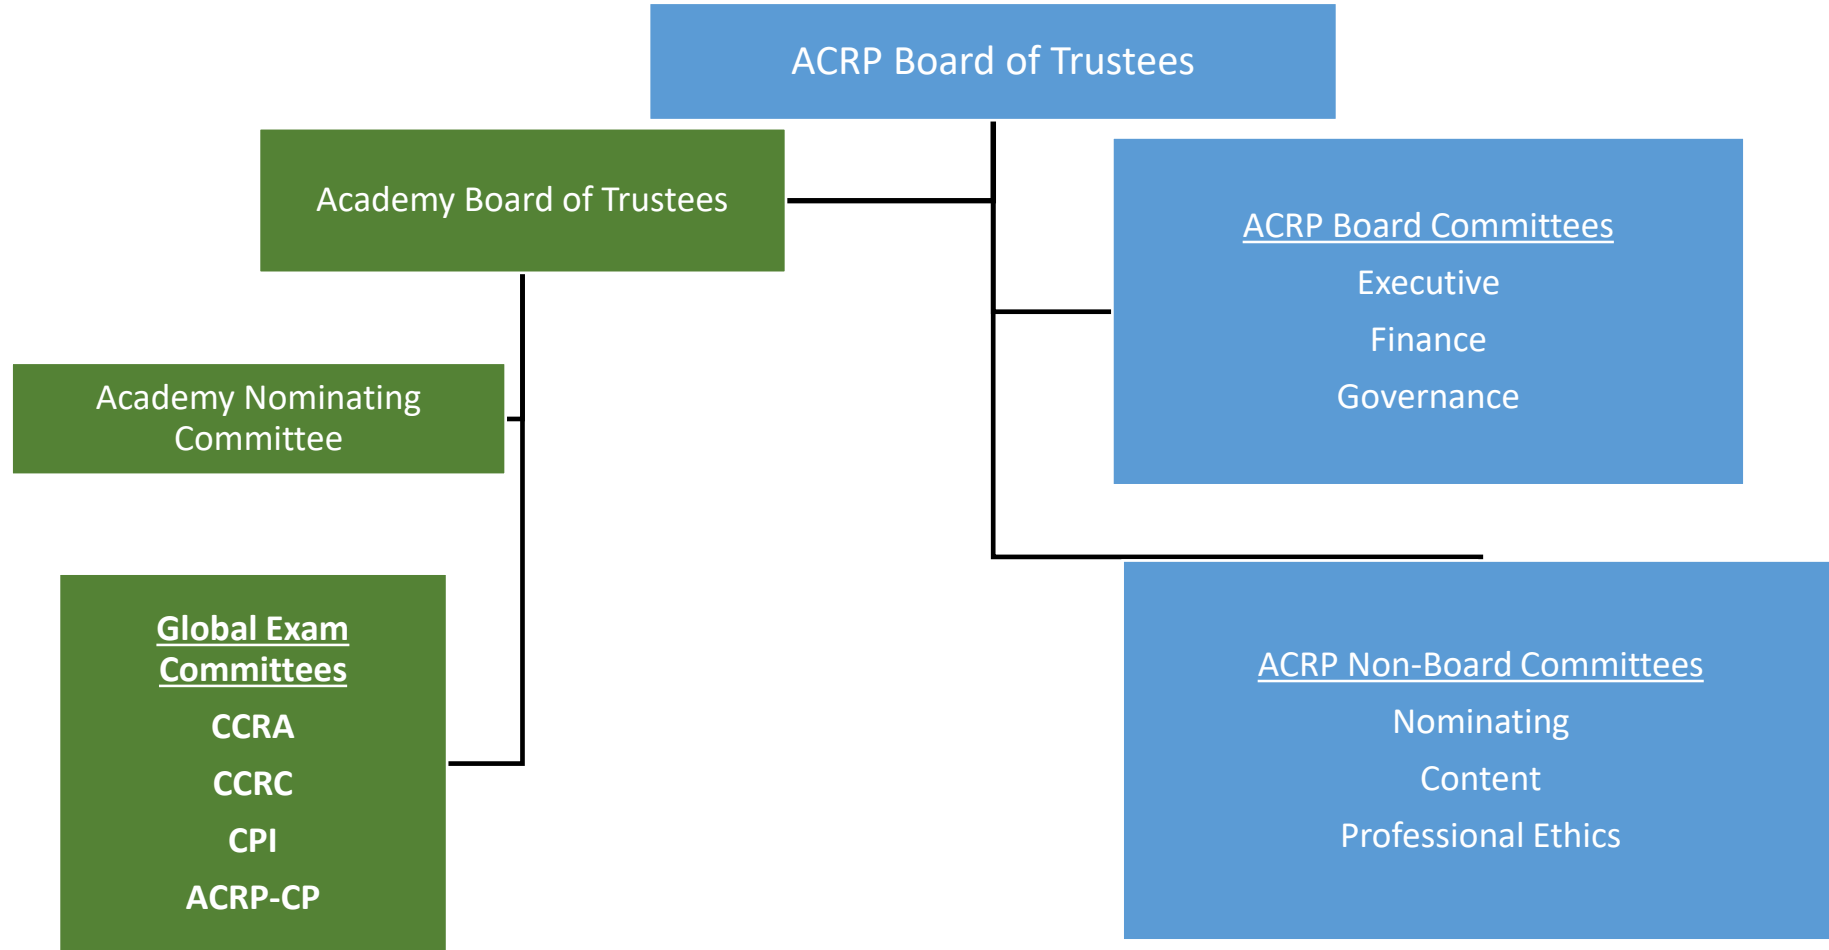 ACRP Board of Trustees
Academy Board of Trustees
ACRP Board Committees
Executive
Finance
Governance
Academy Nominating
Committee
Global Exam
Committees
CCRA
CCRC
CPI
ACRP-CP
ACRP Non-Board Committees
Nominating
Content
Professional Ethics